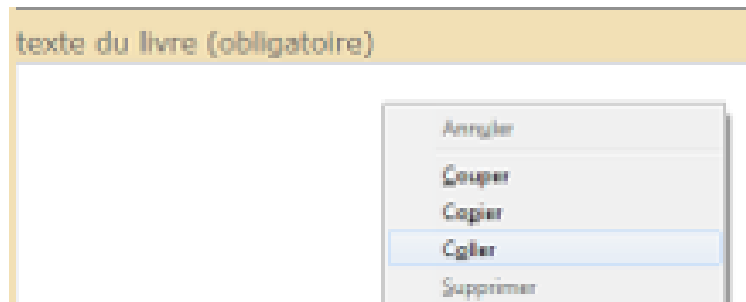 texte du livre (obligatoire)
Annuler
Couper
Copier
Coller
Supprimer